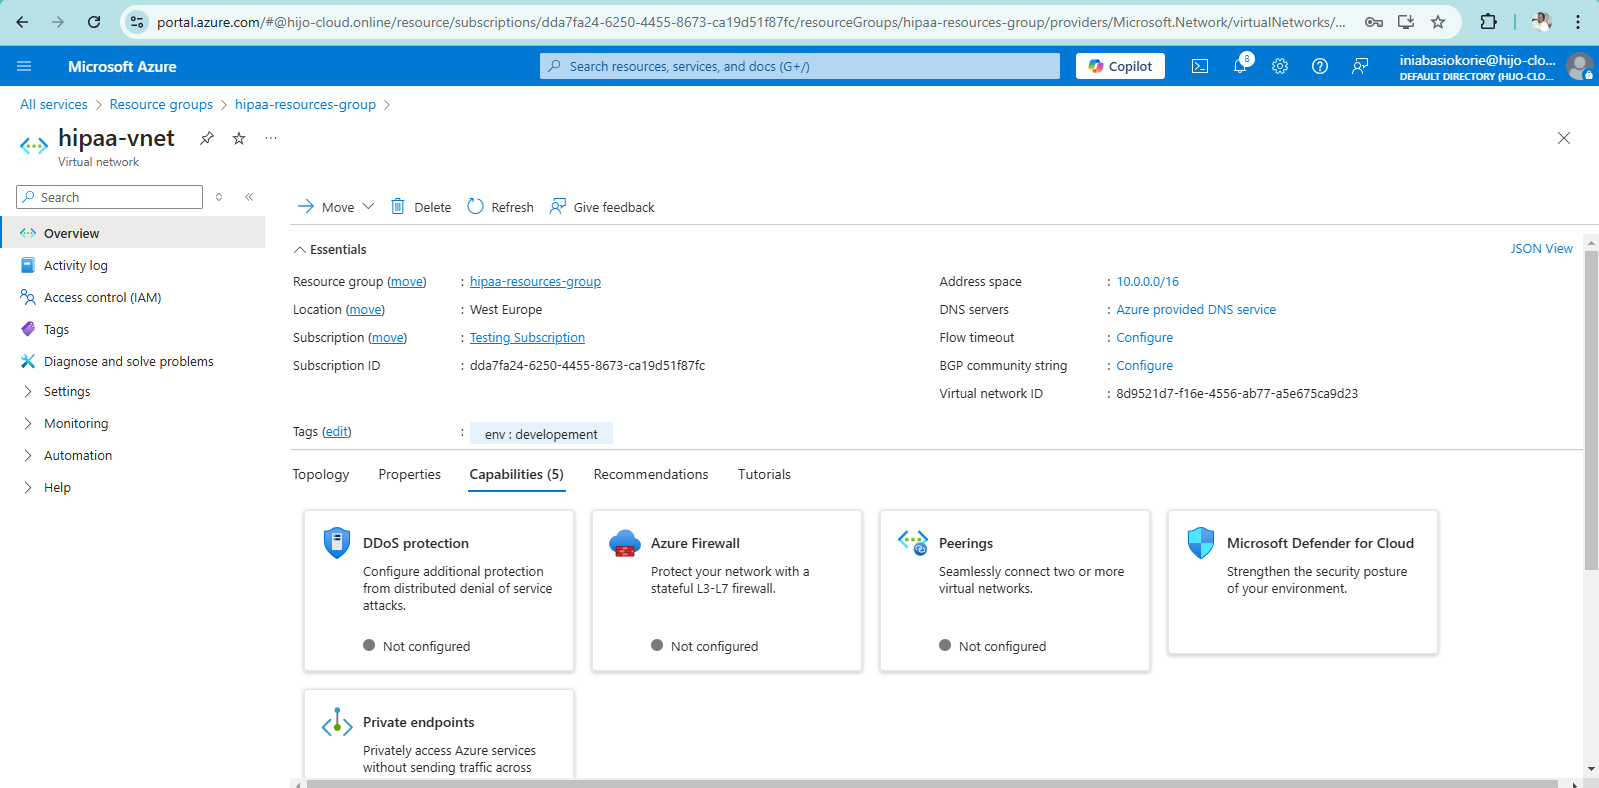 portal.azure.com/#@hijo-cloud.online/resource/subscriptions/dda7fa24-6250-4455-8673-ca19d51f87fc/resourceGroups/hipaa-resources-group/providers/Microsoft.Network/virtualNetworks/...
Microsoft Azure
Search resources, services, and docs (G+/)
Copilot
8
iniabasiokorie@hijo-clo...
DEFAULT DIRECTORY (HIJO-CLO...
All services > Resource groups > hipaa-resources-group >
hipaa-vnet
Virtual network
Search
Overview
Activity log
Access control (IAM)
Tags
Diagnose and solve problems
Settings
Monitoring
Automation
Help
Move
Delete
Refresh
Give feedback
Essentials
JSON View
Resource group (move) : hipaa-resources-group
Location (move) : West Europe
Subscription (move) : Testing Subscription
Subscription ID : dda7fa24-6250-4455-8673-ca19d51f87fc
Address space : 10.0.0.0/16
DNS servers : Azure provided DNS service
Flow timeout : Configure
BGP community string : Configure
Virtual network ID : 8d9521d7-f16e-4556-ab77-a5e675ca9d23
Tags (edit) : env : developement
Topology
Properties
Capabilities (5)
Recommendations
Tutorials
DDoS protection
Configure additional protection
from distributed denial of service
attacks.
Not configured
Azure Firewall
Protect your network with a
stateful L3-L7 firewall.
Not configured
Peerings
Seamlessly connect two or more
virtual networks.
Not configured
Microsoft Defender for Cloud
Strengthen the security posture
of your environment.
Private endpoints
Privately access Azure services
without sending traffic across